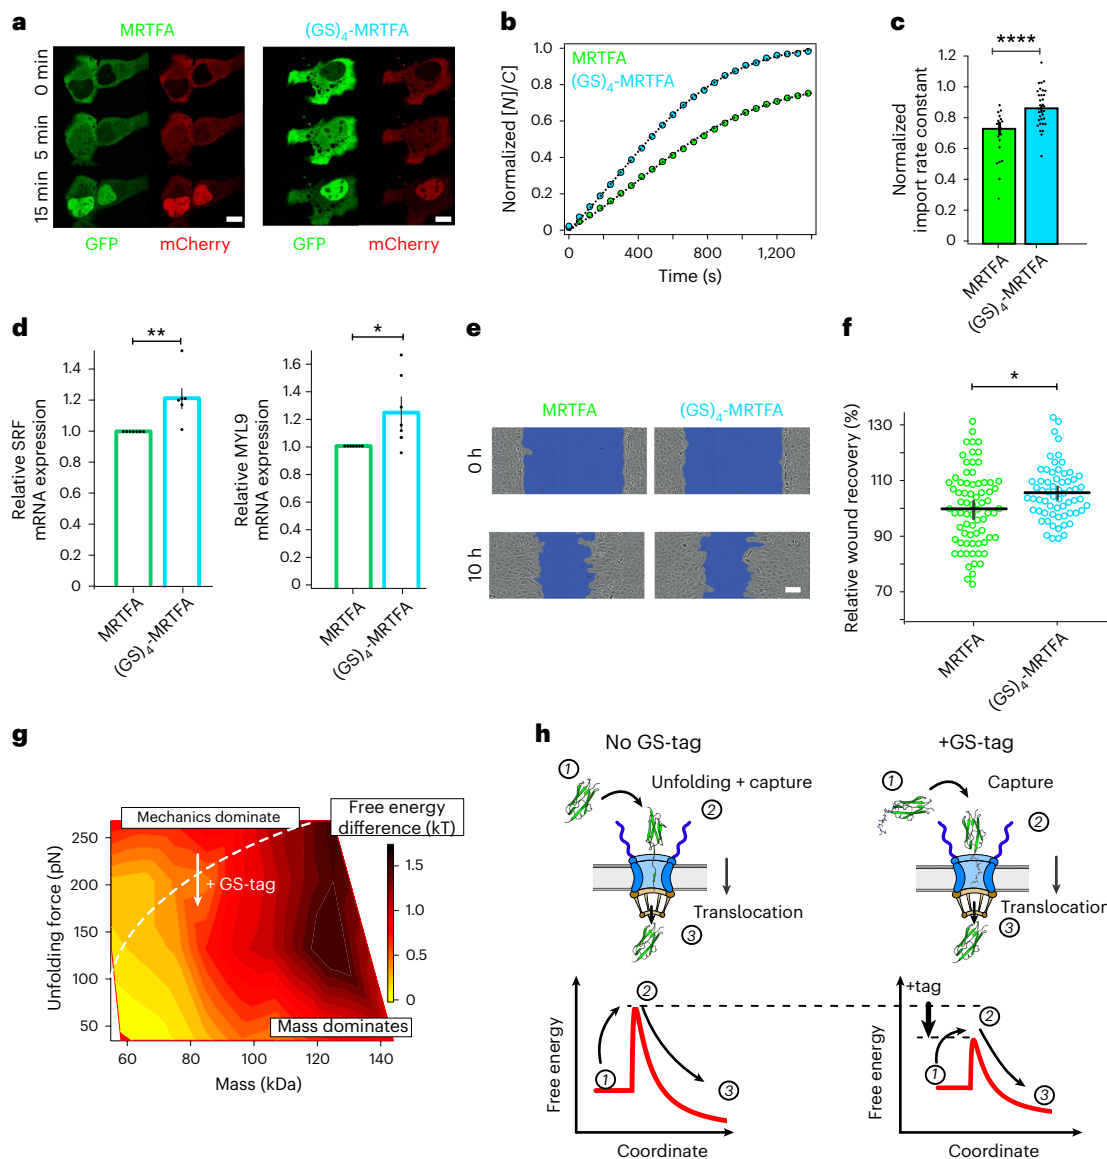 a
MRTFA
(GS)4-MRTFA
0 min
5 min
15 min
GFP
mCherry
GFP
mCherry
b
Normalized [N]/C
1.0
0.8
0.6
0.4
0.2
0
MRTFA
(GS)4-MRTFA
0
400
800
1,200
Time (s)
c
****
Normalized
import rate constant
1.2
1.0
0.8
0.6
0.4
0.2
0
MRTFA
(GS)4-MRTFA
d
**
Relative SRF
mRNA expression
1.4
1.2
1.0
0.8
0.6
0.4
0.2
0
MRTFA
(GS)4-MRTFA
*
Relative MYL9
mRNA expression
1.6
1.4
1.2
1.0
0.8
0.6
0.4
0.2
0
MRTFA
(GS)4-MRTFA
e
MRTFA
(GS)4-MRTFA
0 h
10 h
f
*
Relative wound recovery (%)
130
110
90
70
MRTFA
(GS)4-MRTFA
g
Mechanics dominate
Free energy
difference (kT)
Unfolding force (pN)
250
200
150
100
50
+ GS-tag
1.5
1.0
0.5
0
Mass dominates
60
80
100
120
140
Mass (kDa)
h
No GS-tag
1
Unfolding + capture
2
Translocation
3
+GS-tag
1
Capture
2
Translocation
3
Free energy
1
2
3
Coordinate
Free energy
+tag
1
2
3
Coordinate